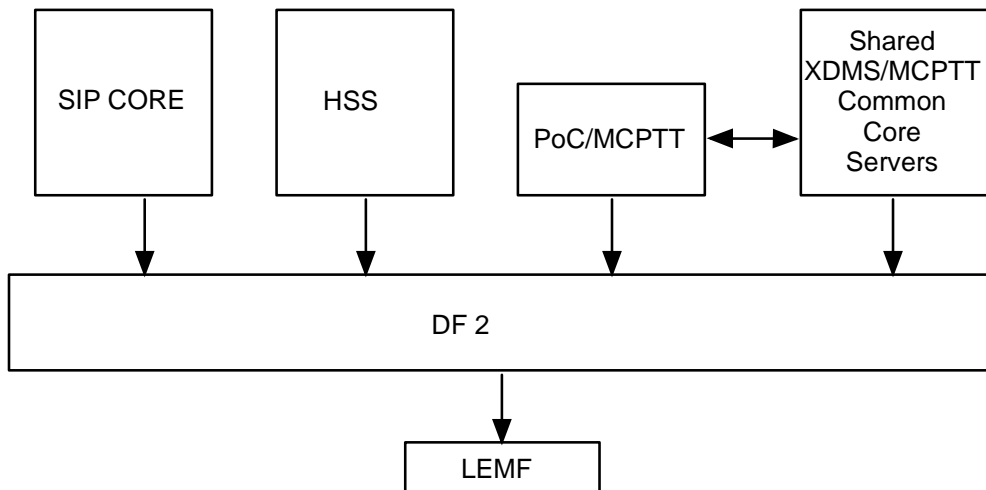 SIP CORE
HSS
PoC/MCPTT
Shared
XDMS/MCPTT
Common
Core
Servers
DF 2
LEMF